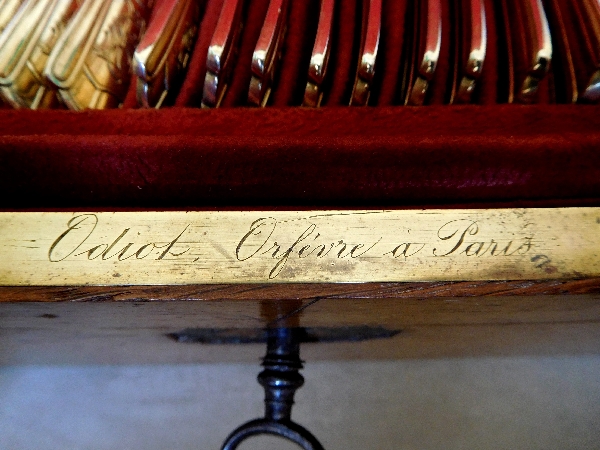 Odiot, Orfèvre à Paris